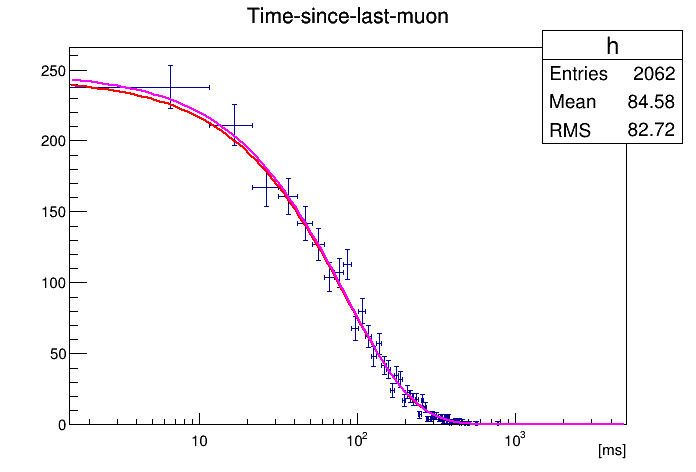 Time-since-last-muon
h
Entries 2062
Mean 84.58
RMS 82.72
250
200
150
100
50
0
10
10²
10³
[ms]